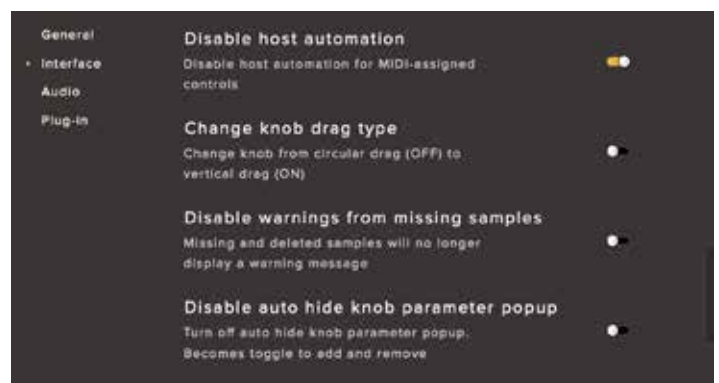 General
Interface
Audio
Plug-in
Disable host automation
Disable host automation for MIDI-assigned
controls
Change knob drag type
Change knob from circular drag (OFF) to
vertical drag (ON)
Disable warnings from missing samples
Missing and deleted samples will no longer
display a warning message
Disable auto hide knob parameter popup
Turn off auto hide knob parameter popup.
Becomes toggle to add and remove